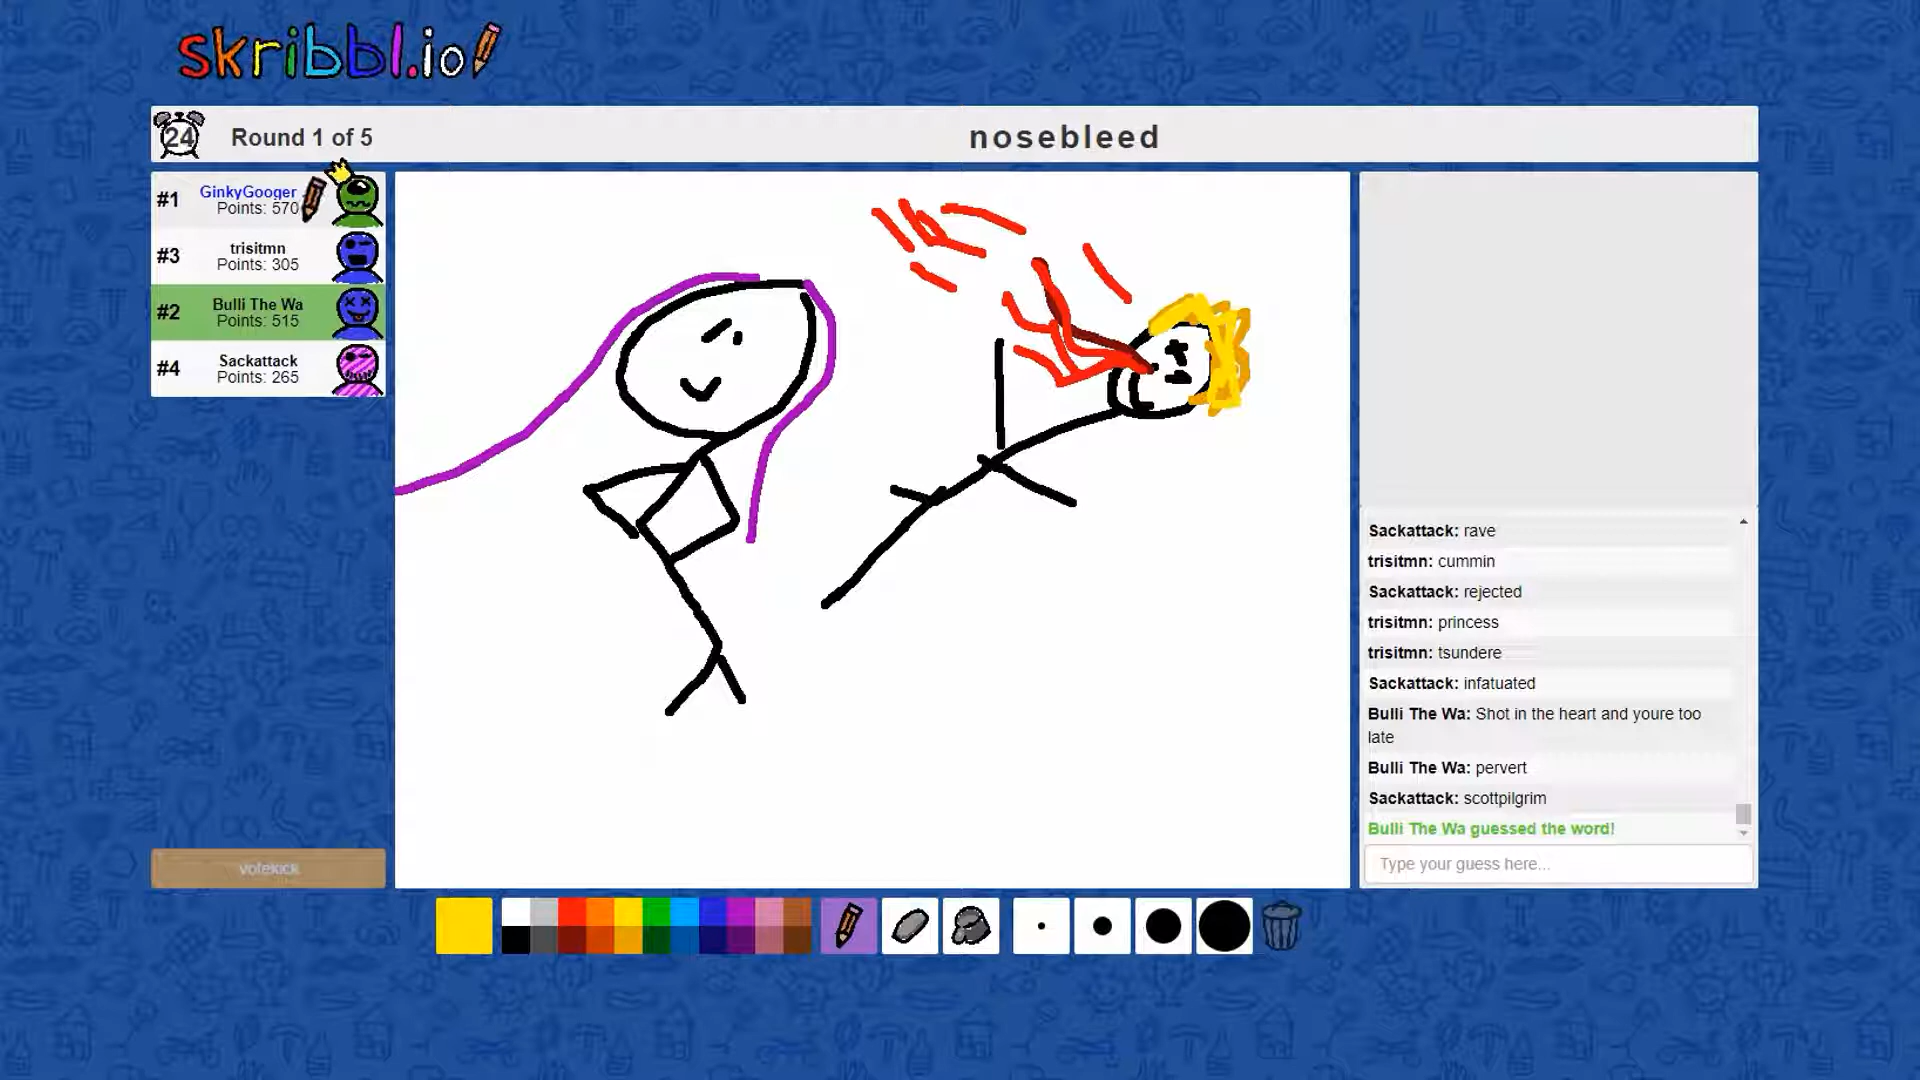 skribbl.io
24
Round 1 of 5
nosebleed
#1
GinkyGooger
Points: 570
#3
trisitmn
Points: 305
#2
Bulli The Wa
Points: 515
#4
Sackattack
Points: 265
votekick
Sackattack: rave
trisitmn: cummin
Sackattack: rejected
trisitmn: princess
trisitmn: tsundere
Sackattack: infatuated
Bulli The Wa: Shot in the heart and youre too
late
Bulli The Wa: pervert
Sackattack: scottpilgrim
Bulli The Wa guessed the word!
Type your guess here...